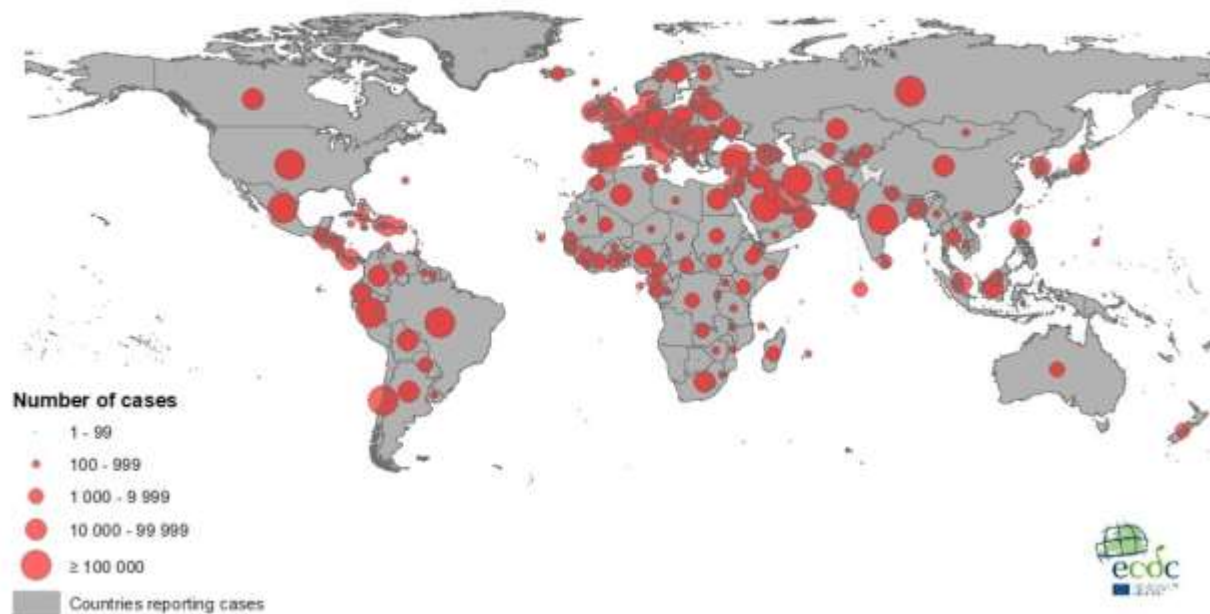 Number of cases
1 - 99
100 - 999
1 000 - 9 999
10 000 - 99 999
≥ 100 000
Countries reporting cases
ecdc